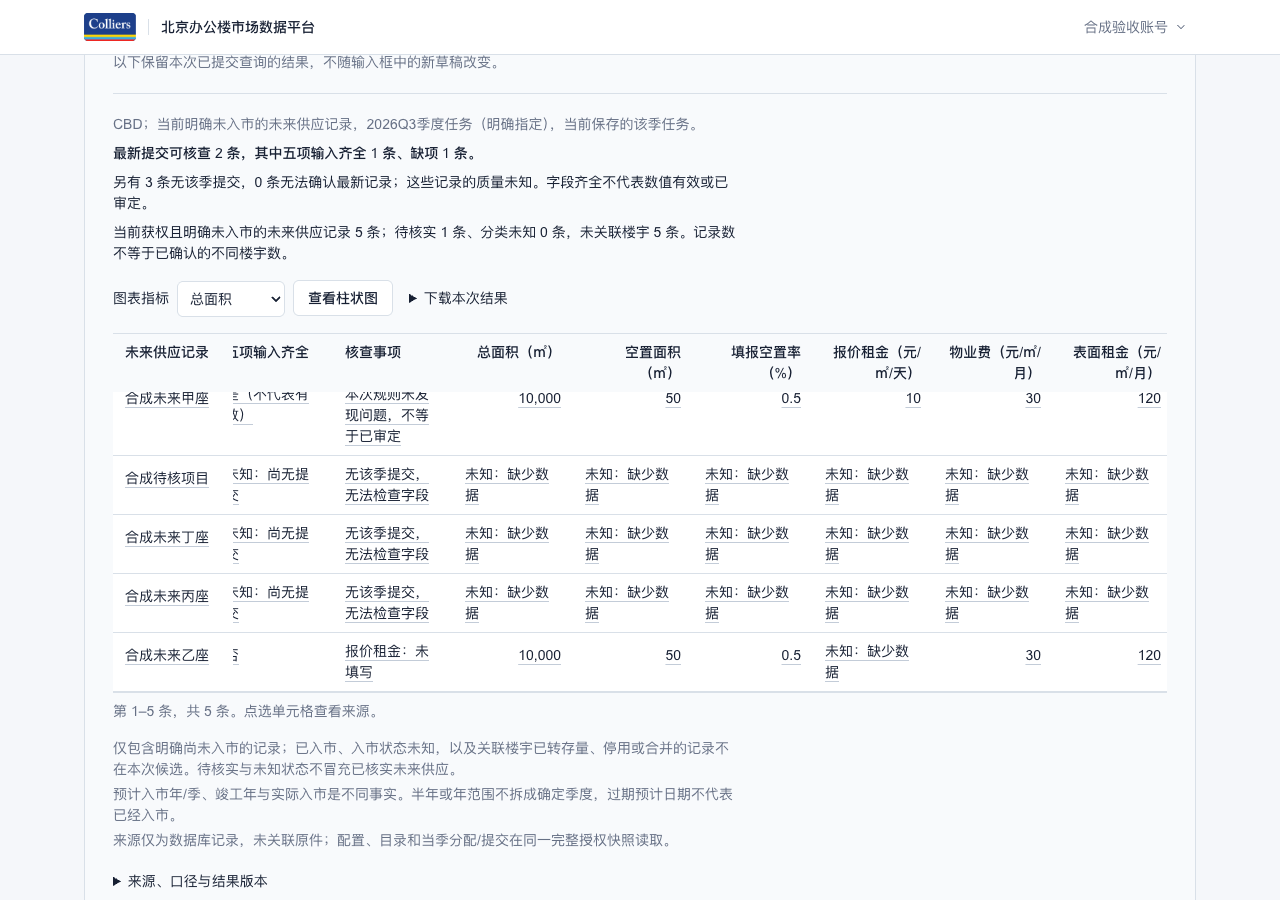 Colliers 北京办公楼市场数据平台 合成验收账号
以下保留本次已提交查询的结果，不随输入框中的新草稿改变。
CBD；当前明确未入市的未来供应记录，2026Q3季度任务（明确指定），当前保存的该季任务。
最新提交可核查 2 条，其中五项输入齐全 1 条、缺项 1 条。
另有 3 条无该季提交，0 条无法确认最新记录；这些记录的质量未知。字段齐全不代表数值有效或已
审定。
当前获权且明确未入市的未来供应记录 5 条；待核实 1 条、分类未知 0 条，未关联楼宇 5 条。记录数
不等于已确认的不同楼宇数。
图表指标 总面积 查看柱状图 下载本次结果
未来供应记录 项输入齐全 核查事项 总面积（㎡） 空置面积 填报空置率 报价租金（元/ 物业费（元/㎡/ 表面租金（元/
（㎡） （%） ㎡/天） 月） ㎡/月）
合成未来甲座 （不代表有 本次规则未发 10,000 50 0.5 10 30 120
） 现问题，不等
于已审定
合成待核项目 知：尚无提 无该季提交， 未知：缺少数 未知：缺少数 未知：缺少数 未知：缺少数 未知：缺少数 未知：缺少数
无法检查字段 据 据 据 据 据 据
合成未来丁座 知：尚无提 无该季提交， 未知：缺少数 未知：缺少数 未知：缺少数 未知：缺少数 未知：缺少数 未知：缺少数
无法检查字段 据 据 据 据 据 据
合成未来丙座 知：尚无提 无该季提交， 未知：缺少数 未知：缺少数 未知：缺少数 未知：缺少数 未知：缺少数 未知：缺少数
无法检查字段 据 据 据 据 据 据
合成未来乙座 报价租金：未 10,000 50 0.5 未知：缺少数 30 120
填写 据
第 1–5 条，共 5 条。点选单元格查看来源。
仅包含明确尚未入市的记录；已入市、入市状态未知，以及关联楼宇已转存量、停用或合并的记录不
在本次候选。待核实与未知状态不冒充已核实未来供应。
预计入市年/季、竣工年与实际入市是不同事实。半年或年范围不拆成确定季度，过期预计日期不代表
已经入市。
来源仅为数据库记录，未关联原件；配置、目录和当季分配/提交在同一完整授权快照读取。
来源、口径与结果版本